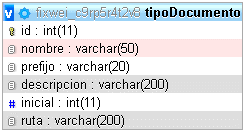 v fixwei_c9rp5r4t2v8 tipoDocumento
id : int(11)
nombre : varchar(50)
prefijo : varchar(20)
descripcion : varchar(200)
# inicial : int(11)
ruta : varchar(200)